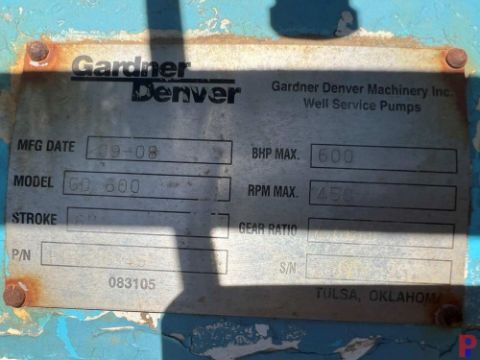 Gardner
Denver
Gardner Denver Machinery Inc.
Well Service Pumps
MFG DATE 09-08 BHP MAX. 600
MODEL GD 600 RPM MAX. 450
STROKE GEAR RATIO
P/N S/N
083105
TULSA, OKLAHOMA